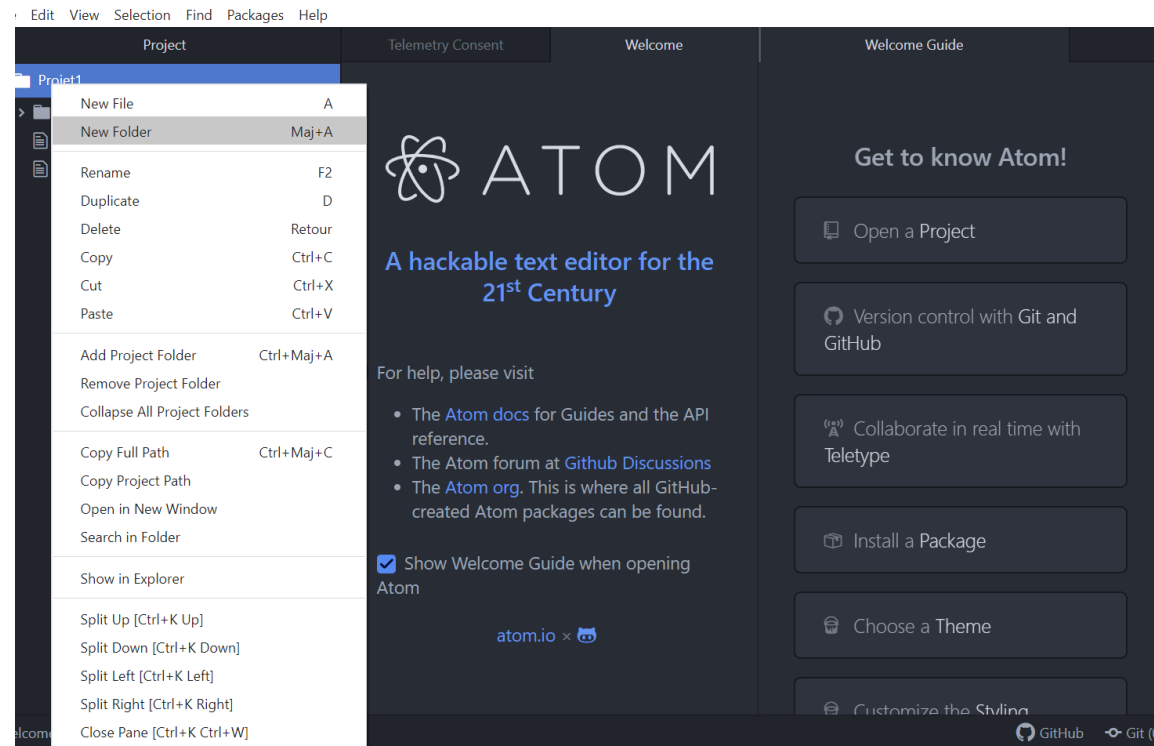 Edit View Selection Find Packages Help
Project
Telemetry Consent
Welcome
Welcome Guide
Projet1
New File A
New Folder Maj+A
Rename F2
Duplicate D
Delete Retour
Copy Ctrl+C
Cut Ctrl+X
Paste Ctrl+V
Add Project Folder Ctrl+Maj+A
Remove Project Folder
Collapse All Project Folders
Copy Full Path Ctrl+Maj+C
Copy Project Path
Open in New Window
Search in Folder
Show in Explorer
Split Up [Ctrl+K Up]
Split Down [Ctrl+K Down]
Split Left [Ctrl+K Left]
Split Right [Ctrl+K Right]
Close Pane [Ctrl+K Ctrl+W]
ATOM
A hackable text editor for the
21st Century
For help, please visit
• The Atom docs for Guides and the API
reference.
• The Atom forum at Github Discussions
• The Atom org. This is where all GitHub-
created Atom packages can be found.
Show Welcome Guide when opening
Atom
atom.io ×
Get to know Atom!
Open a Project
Version control with Git and
GitHub
Collaborate in real time with
Teletype
Install a Package
Choose a Theme
Customize the Styling
GitHub
Git (